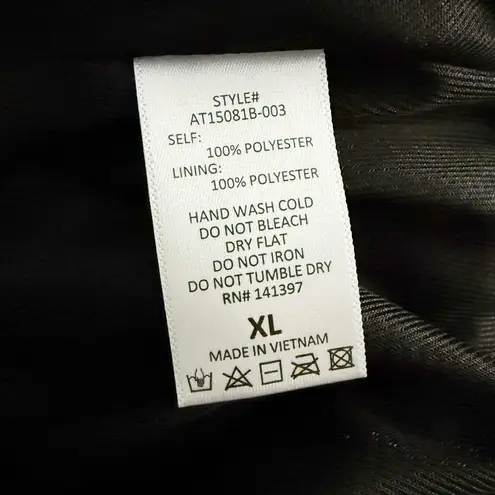 STYLE#
AT15081B-003
SELF:
100% POLYESTER
LINING:
100% POLYESTER
HAND WASH COLD
DO NOT BLEACH
DRY FLAT
DO NOT IRON
DO NOT TUMBLE DRY
RN# 141397
XL
MADE IN VIETNAM